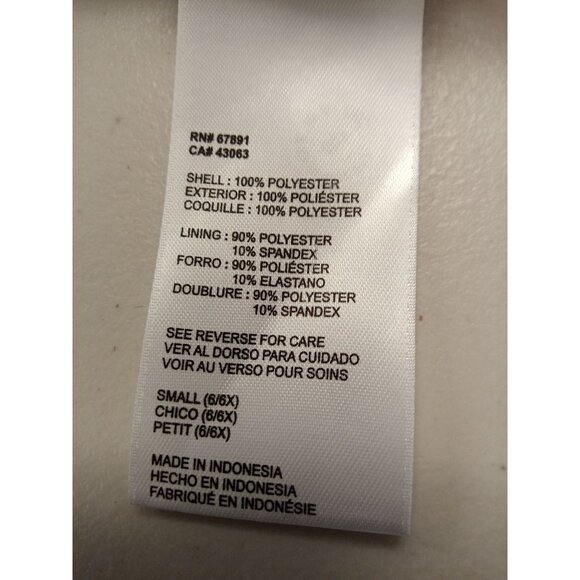 RN# 67891
CA# 43063
SHELL : 100% POLYESTER
EXTERIOR : 100% POLIÉSTER
COQUILLE : 100% POLYESTER
LINING : 90% POLYESTER
10% SPANDEX
FORRO : 90% POLIÉSTER
10% ELASTANO
DOUBLURE : 90% POLYESTER
10% SPANDEX
SEE REVERSE FOR CARE
VER AL DORSO PARA CUIDADO
VOIR AU VERSO POUR SOINS
SMALL (6/6X)
CHICO (6/6X)
PETIT (6/6X)
MADE IN INDONESIA
HECHO EN INDONESIA
FABRIQUÉ EN INDONÉSIE